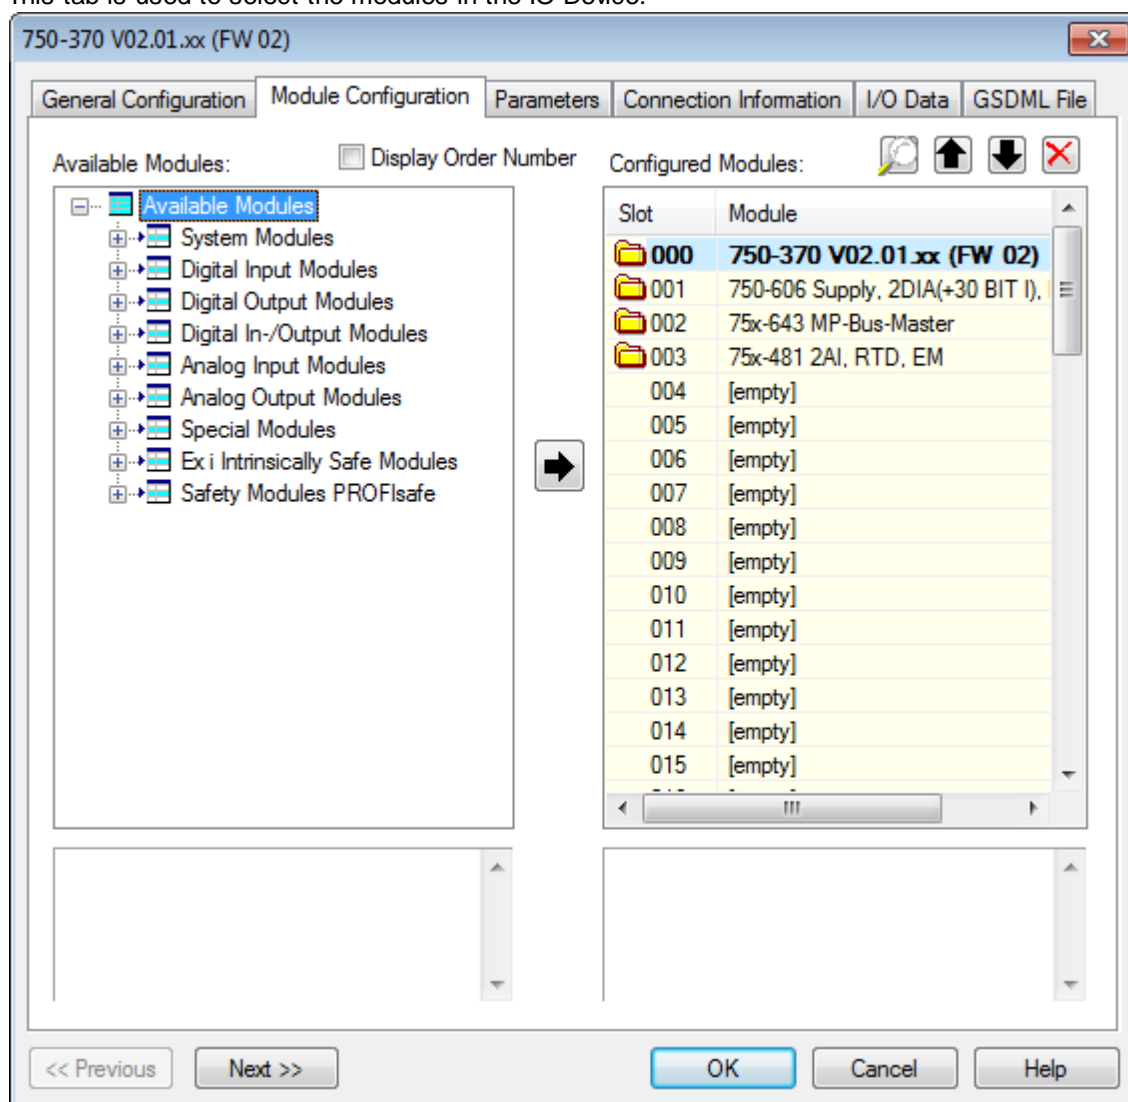 This tab is used to select the modules in the IO Device.
750-370 V02.01.xx (FW 02)
General Configuration Module Configuration Parameters Connection Information I/O Data GSDML File
Available Modules: Display Order Number Configured Modules:
Available Modules
System Modules
Digital Input Modules
Digital Output Modules
Digital In-/Output Modules
Analog Input Modules
Analog Output Modules
Special Modules
Ex i Intrinsically Safe Modules
Safety Modules PROFIsafe
Slot Module
000 750-370 V02.01.xx (FW 02)
001 750-606 Supply, 2DIA(+30 BIT I),
002 75x-643 MP-Bus-Master
003 75x-481 2AI, RTD, EM
004 [empty]
005 [empty]
006 [empty]
007 [empty]
008 [empty]
009 [empty]
010 [empty]
011 [empty]
012 [empty]
013 [empty]
014 [empty]
015 [empty]
<< Previous Next >> OK Cancel Help